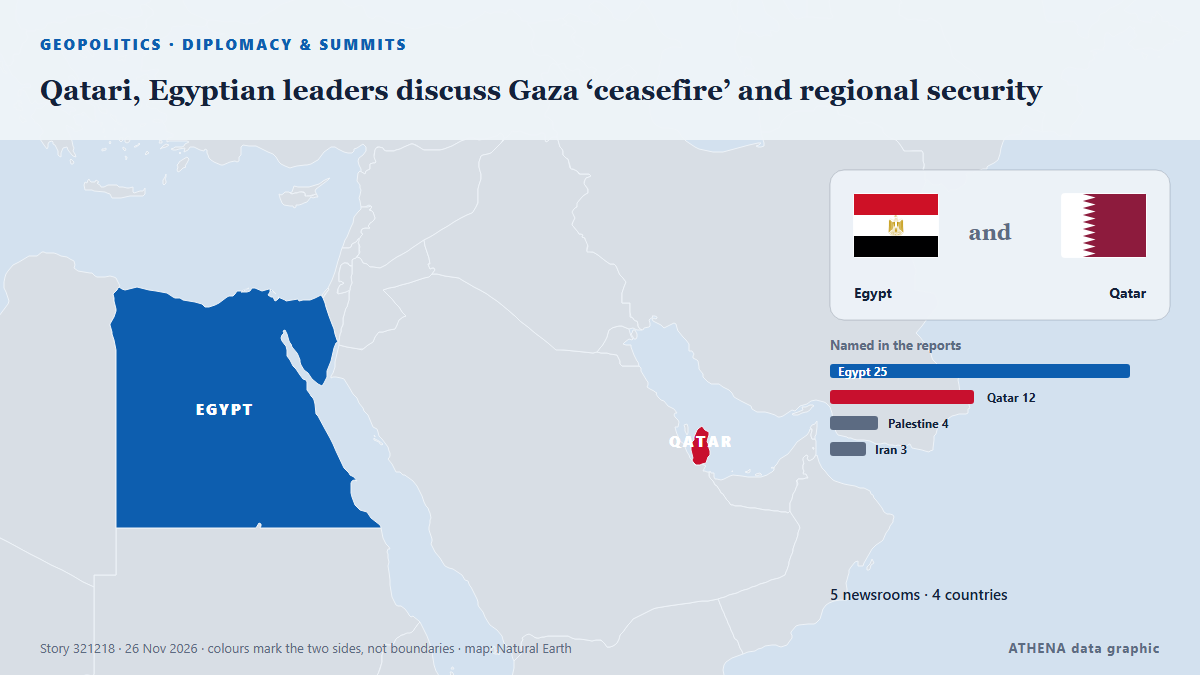 GEOPOLITICS · DIPLOMACY & SUMMITS
Qatari, Egyptian leaders discuss Gaza ‘ceasefire’ and regional security
and
Egypt
Qatar
Named in the reports
Egypt 25
Qatar 12
Palestine 4
Iran 3
EGYPT
QATAR
5 newsrooms · 4 countries
Story 321218 · 26 Nov 2026 · colours mark the two sides, not boundaries · map: Natural Earth
ATHENA data graphic